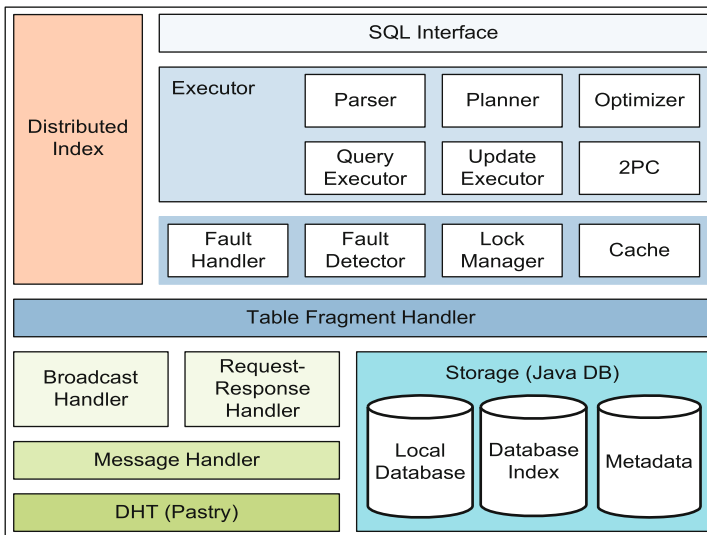 SQL Interface
Distributed
Index
Executor
Parser
Planner
Optimizer
Query
Executor
Update
Executor
2PC
Fault
Handler
Fault
Detector
Lock
Manager
Cache
Table Fragment Handler
Broadcast
Handler
Request-
Response
Handler
Message Handler
DHT (Pastry)
Storage (Java DB)
Local
Database
Database
Index
Metadata